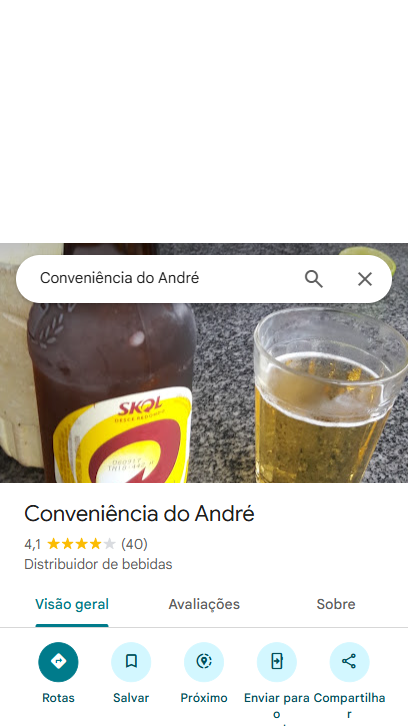 Conveniência do André
SKOL
Conveniência do André
4,1 (40)
Distribuidor de bebidas
Visão geral Avaliações Sobre
Rotas Salvar Próximo Enviar para o Compartilhar